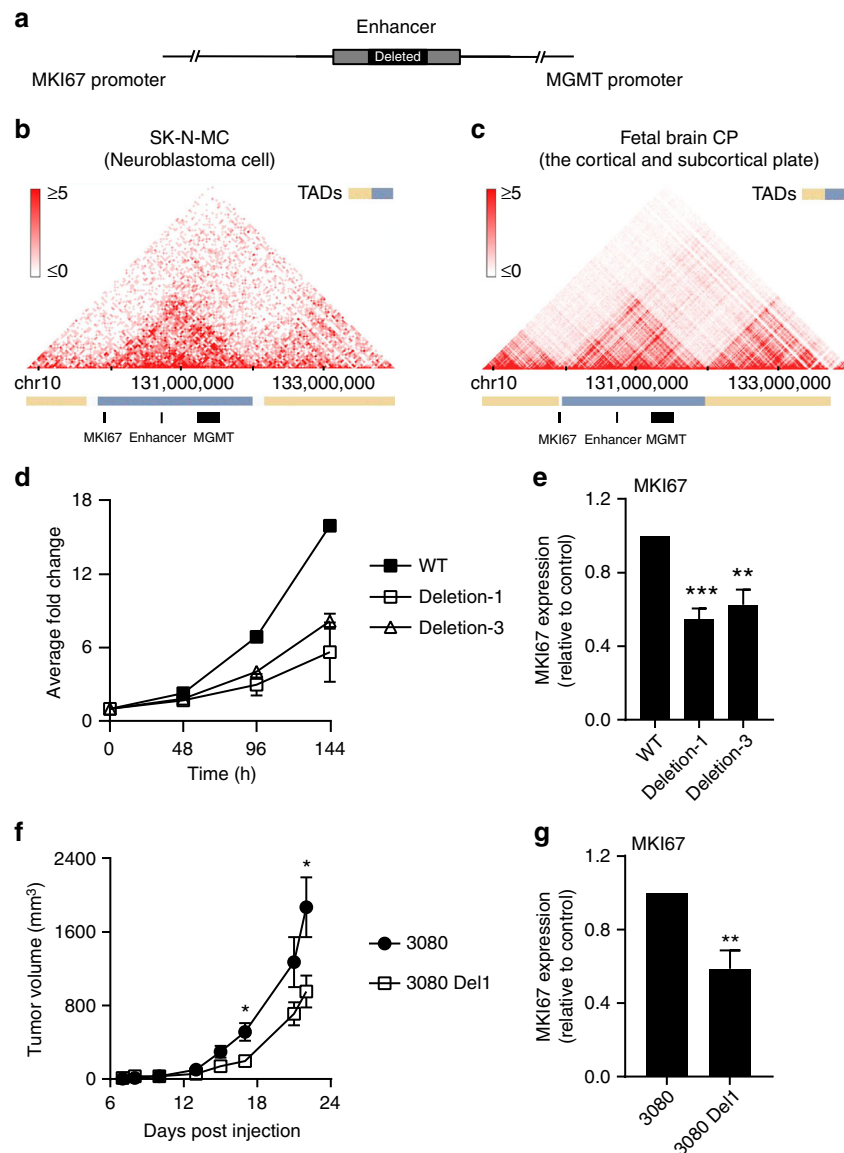 a
Enhancer
Deleted
MKI67 promoter
MGMT promoter
b
SK-N-MC
(Neuroblastoma cell)
≥5
≤0
TADs
chr10
131,000,000
133,000,000
MKI67
Enhancer
MGMT
c
Fetal brain CP
(the cortical and subcortical plate)
≥5
≤0
TADs
chr10
131,000,000
133,000,000
MKI67
Enhancer
MGMT
d
Average fold change
18
12
6
0
0 48 96 144
Time (h)
WT
Deletion-1
Deletion-3
e
MKI67
MKI67 expression
(relative to control)
1.2
0.8
0.4
0.0
***
**
WT
Deletion-1
Deletion-3
f
Tumor volume (mm³)
2400
1600
800
0
*
*
6 12 18 24
Days post injection
3080
3080 Del1
g
MKI67
MKI67 expression
(relative to control)
1.2
0.8
0.4
0.0
**
3080
3080 Del1